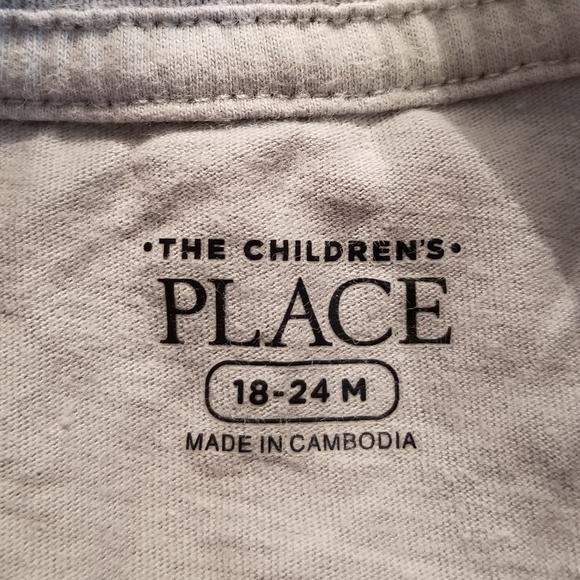 •THE CHILDREN'S•
PLACE
18-24 M
MADE IN CAMBODIA